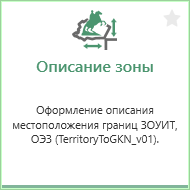 Описание зоны
Оформление описания
местоположения границ ЗОУИТ,
ОЭЗ (TerritoryToGKN_v01).